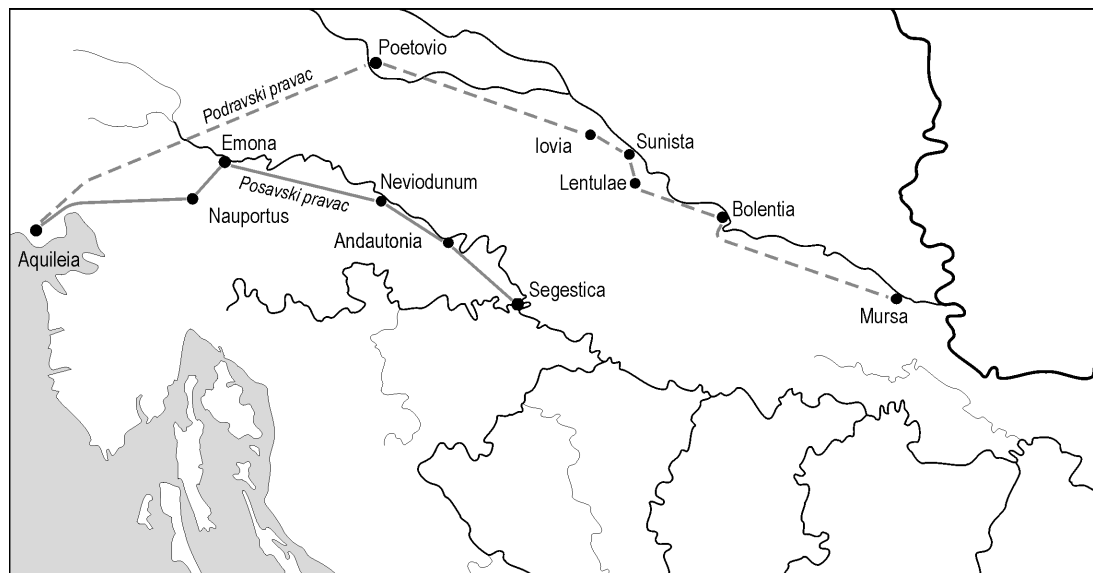 Poetovio
Podravski pravac
Iovia
Sunista
Emona
Lentulae
Neviodunum
Posavski pravac
Nauportus
Bolentia
Andautonia
Aquileia
Segestica
Mursa